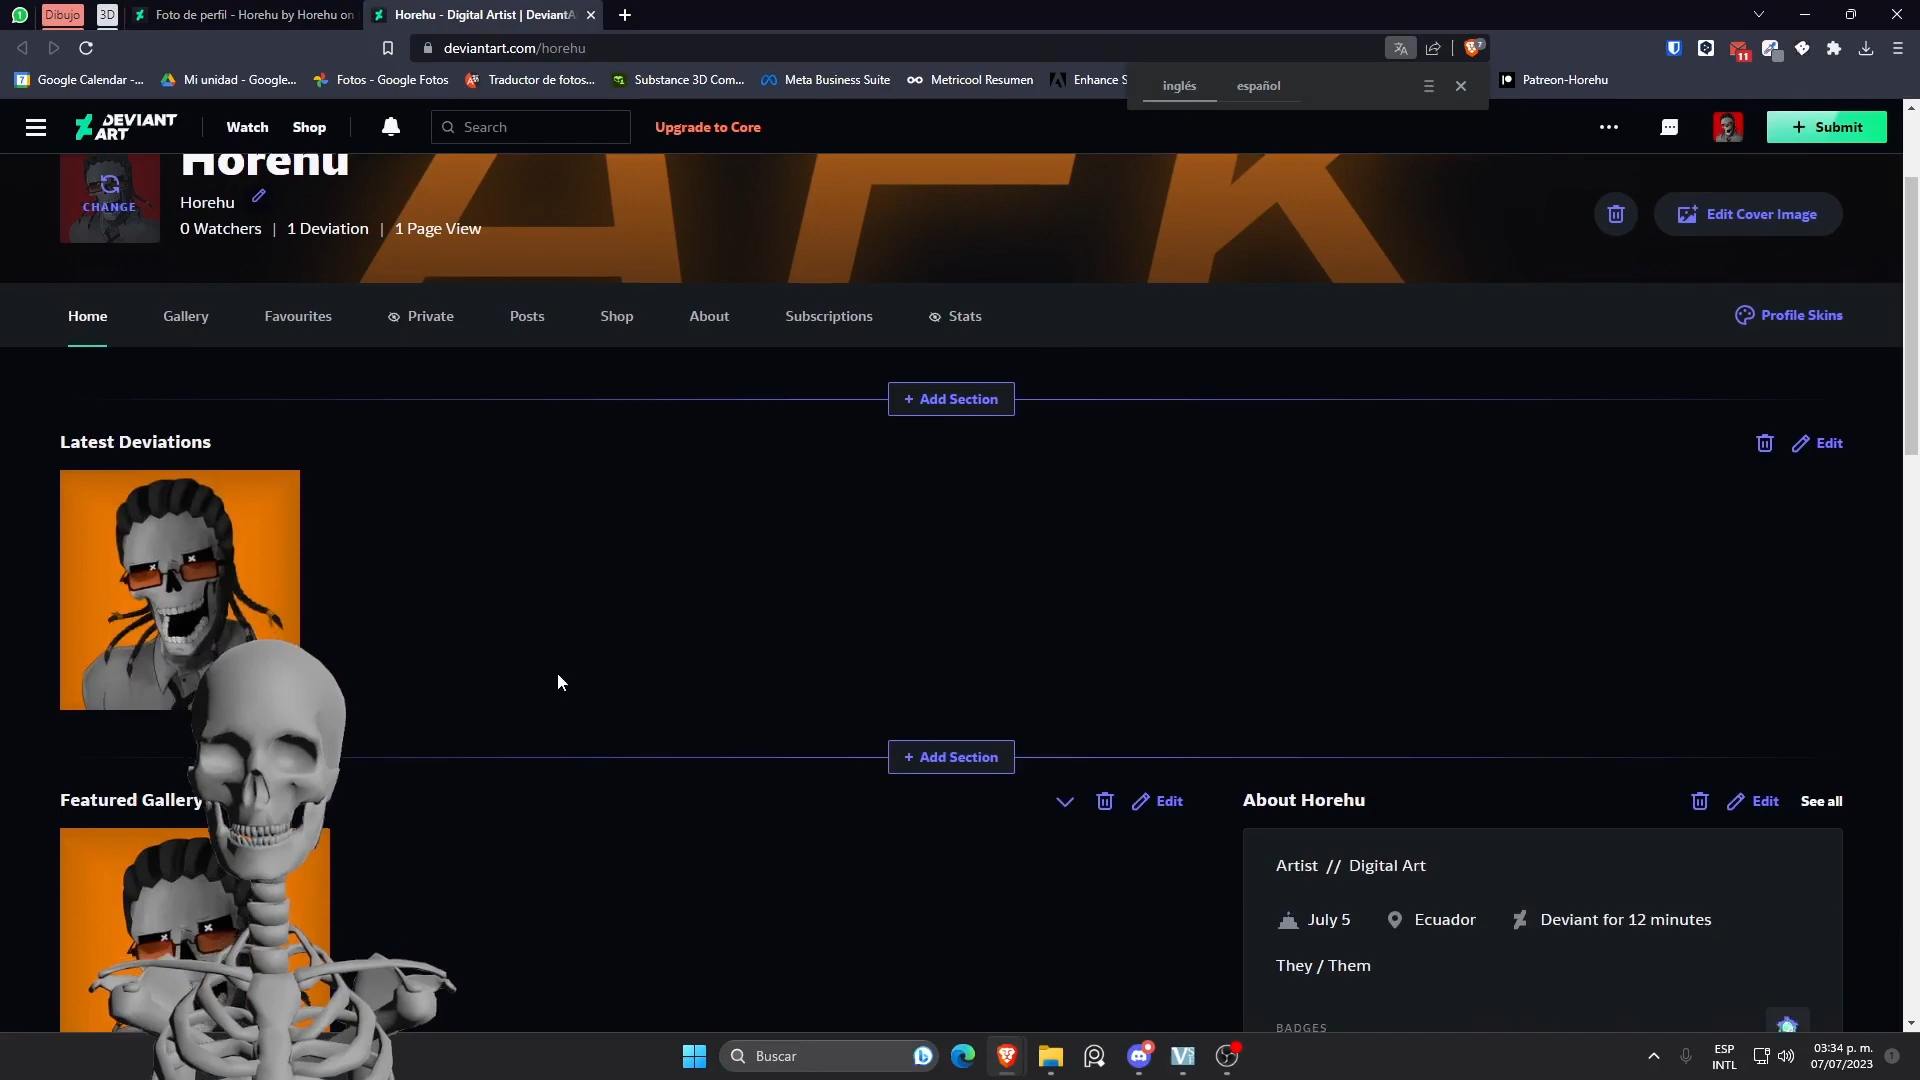 Dibujo
3D
Foto de perfil - Horehu by Horehu on
Horehu - Digital Artist | DeviantA
deviantart.com/horehu
7
11
Google Calendar -...
Mi unidad - Google...
Fotos - Google Fotos
Traductor de fotos...
Substance 3D Com...
Meta Business Suite
Metricool Resumen
Enhance S
inglés
español
Patreon-Horehu
DEVIANT
ART
Watch
Shop
Search
Upgrade to Core
+ Submit
AFK
Horehu
CHANGE
Horehu
0 Watchers | 1 Deviation | 1 Page View
Edit Cover Image
Home
Gallery
Favourites
Private
Posts
Shop
About
Subscriptions
Stats
Profile Skins
+ Add Section
Latest Deviations
Edit
+ Add Section
Featured Gallery
Edit
About Horehu
Edit
See all
Artist // Digital Art
July 5
Ecuador
Deviant for 12 minutes
They / Them
BADGES
Buscar
ESP
INTL
03:34 p. m.
07/07/2023
1